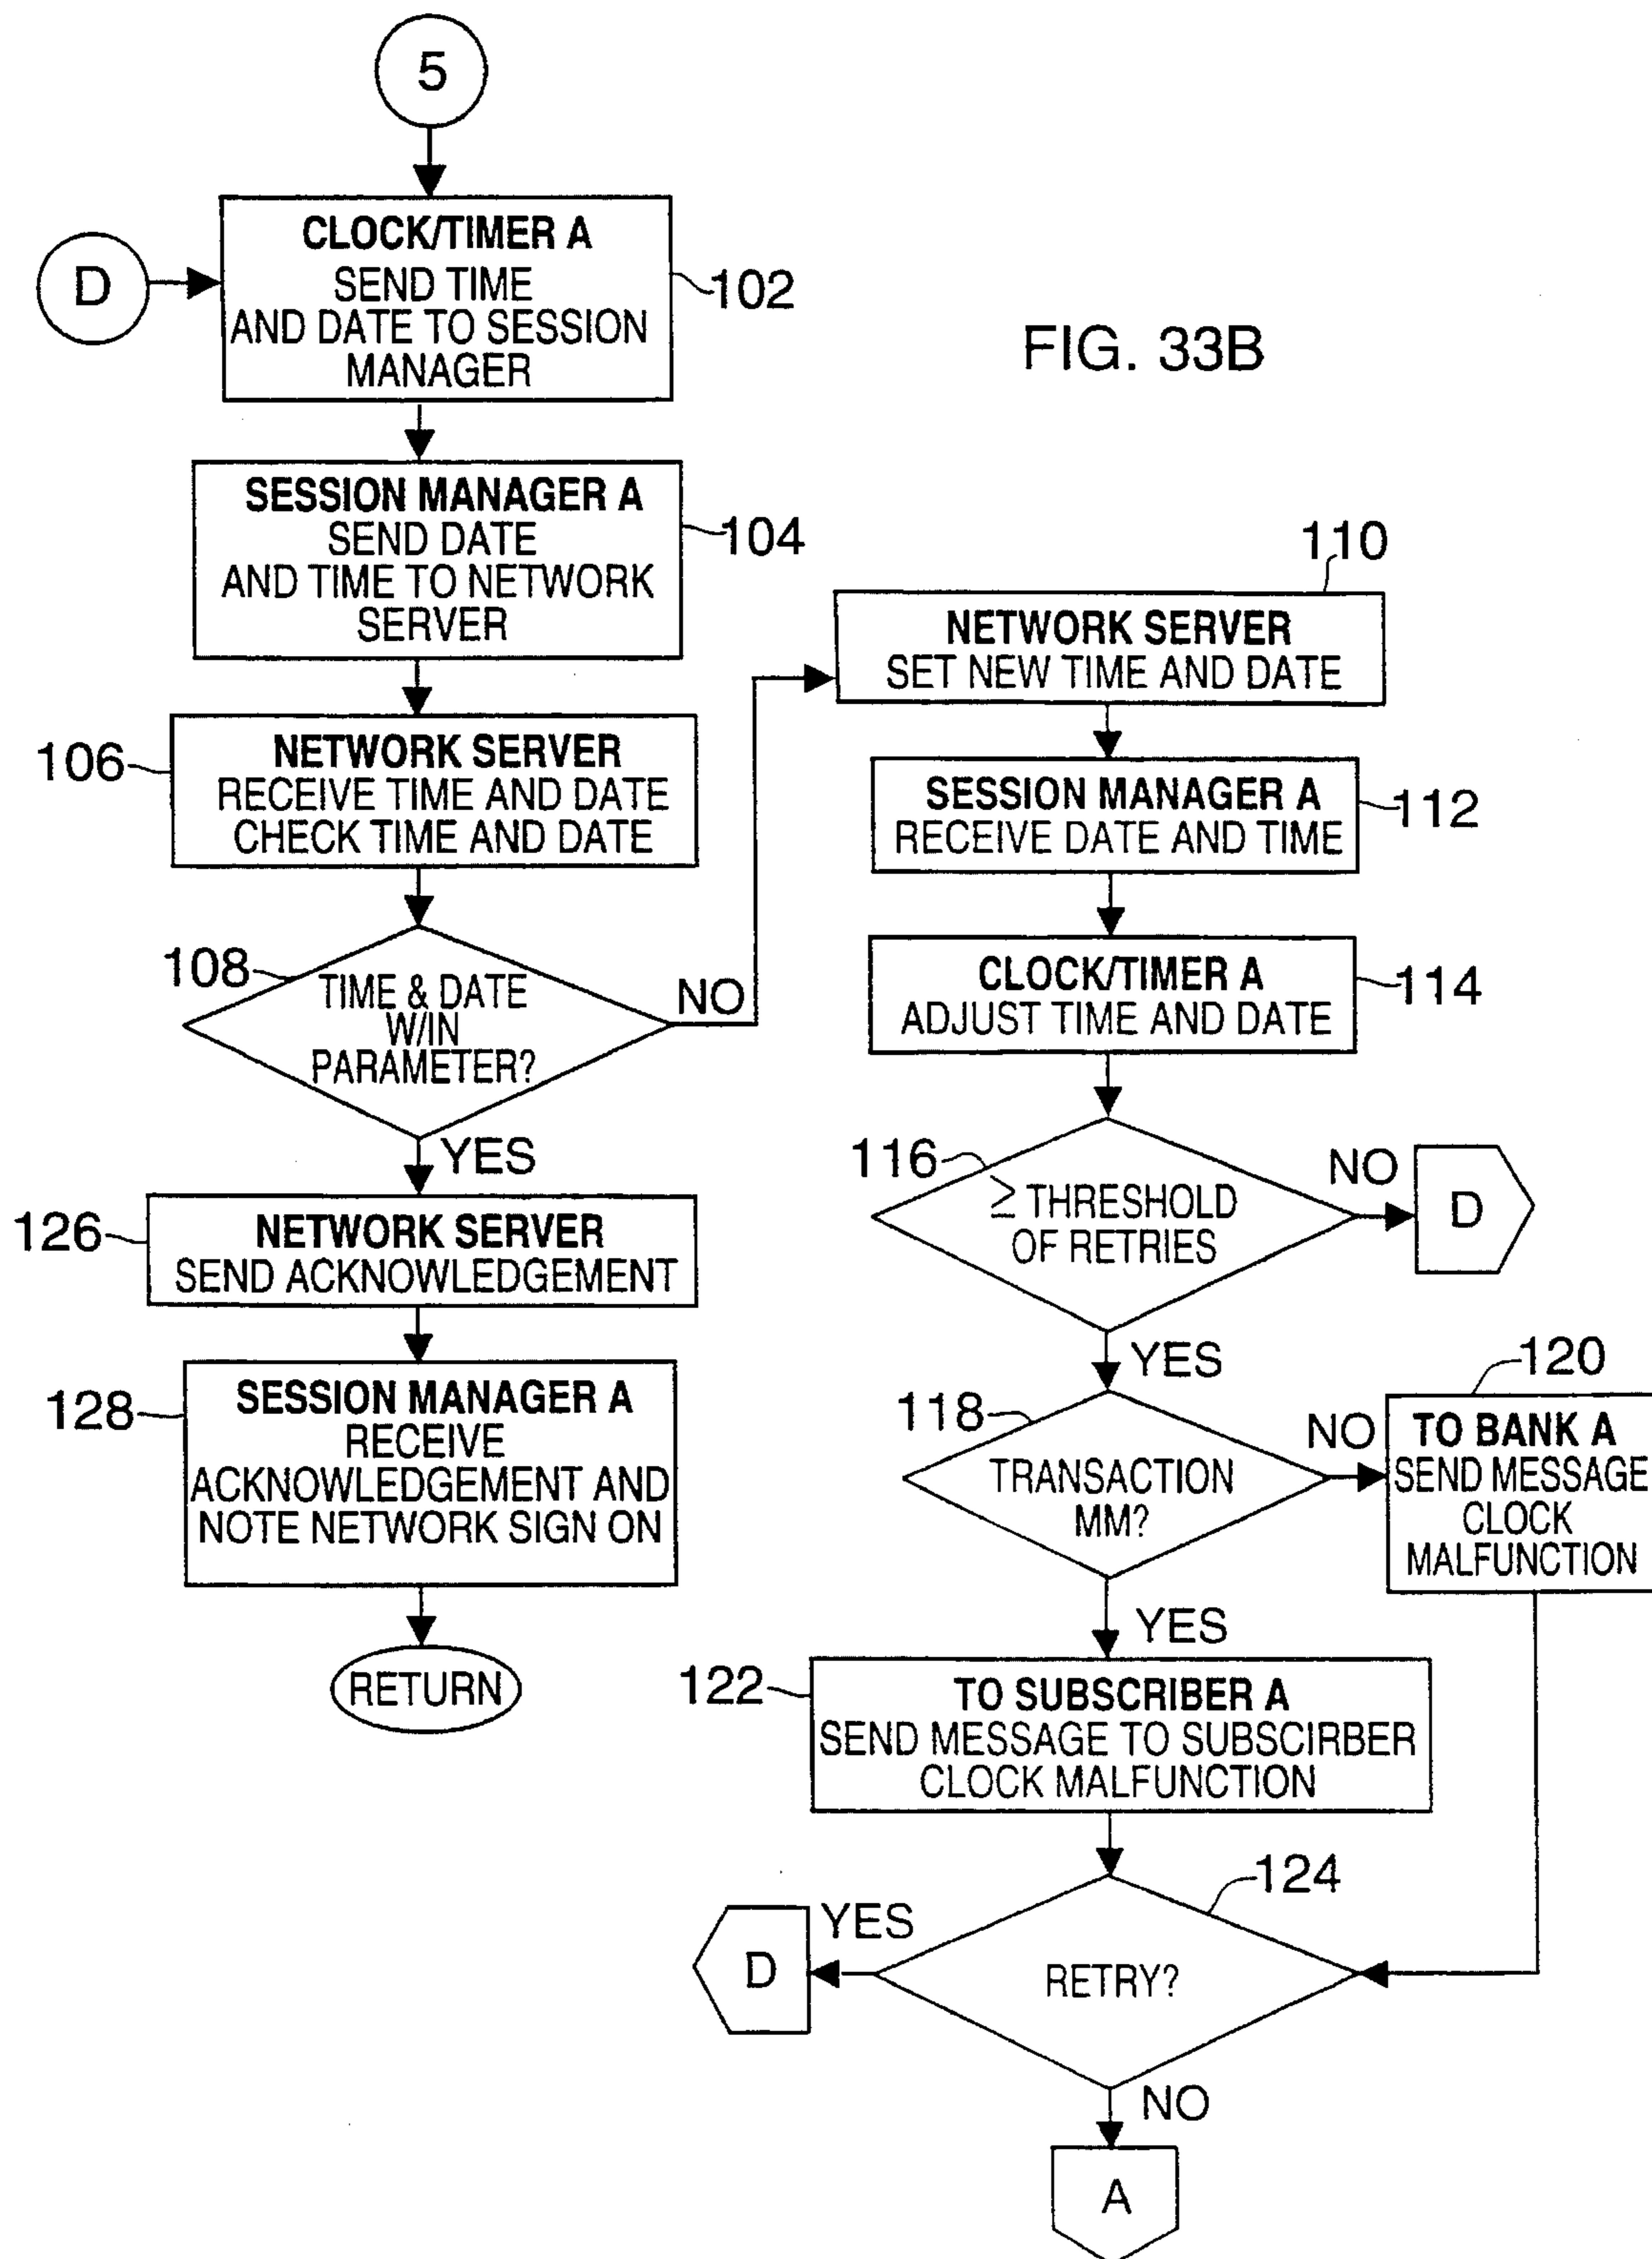 5
D
CLOCK/TIMER A
SEND TIME
AND DATE TO SESSION
MANAGER
102
FIG. 33B
SESSION MANAGER A
SEND DATE
AND TIME TO NETWORK
SERVER
104
NETWORK SERVER
RECEIVE TIME AND DATE
CHECK TIME AND DATE
106
108
TIME & DATE
W/IN
PARAMETER?
NO
YES
110
NETWORK SERVER
SET NEW TIME AND DATE
SESSION MANAGER A
RECEIVE DATE AND TIME
112
CLOCK/TIMER A
ADJUST TIME AND DATE
114
116
≥ THRESHOLD
OF RETRIES
NO
D
YES
118
TRANSACTION
MM?
NO
120
TO BANK A
SEND MESSAGE
CLOCK
MALFUNCTION
YES
122
TO SUBSCRIBER A
SEND MESSAGE TO SUBSCIRBER
CLOCK MALFUNCTION
124
RETRY?
YES
D
NO
A
126
NETWORK SERVER
SEND ACKNOWLEDGEMENT
128
SESSION MANAGER A
RECEIVE
ACKNOWLEDGEMENT AND
NOTE NETWORK SIGN ON
RETURN